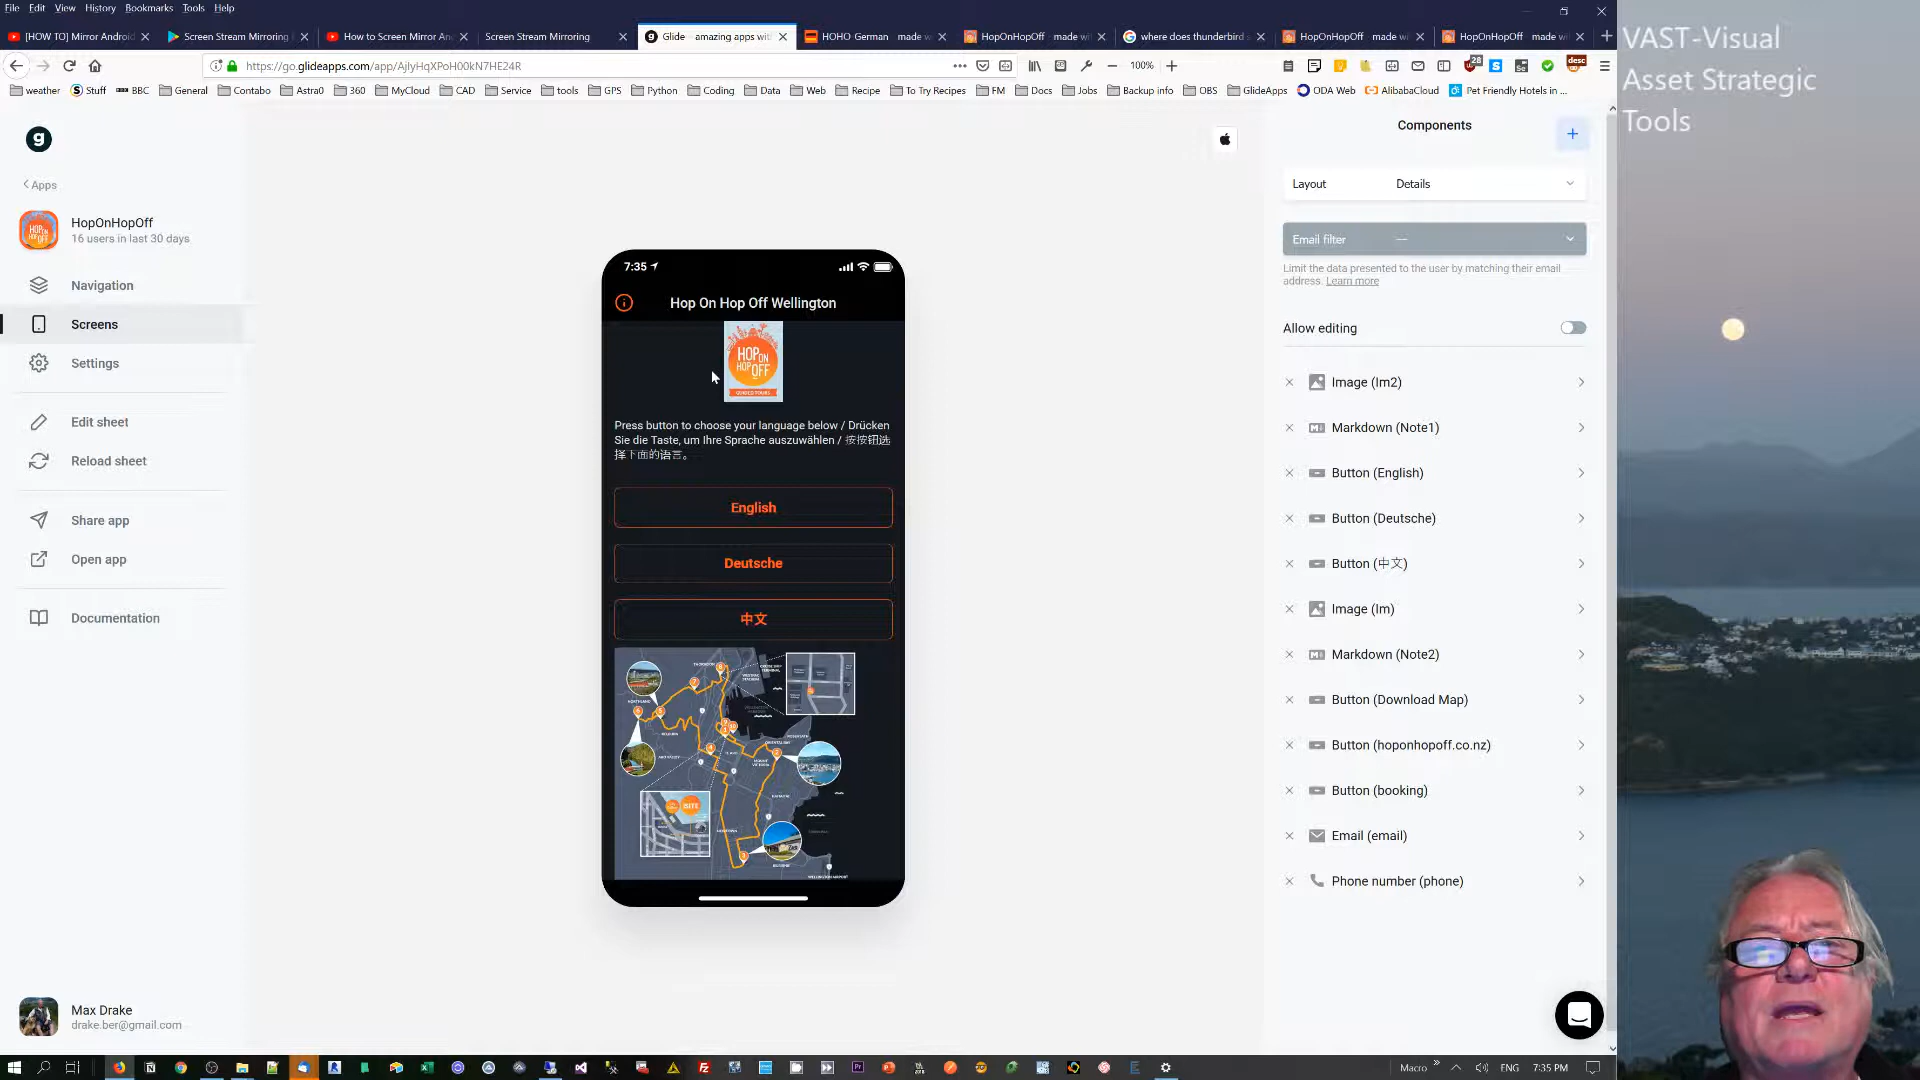 File Edit View History Bookmarks Tools Help
[HOW TO] Mirror Android
Screen Stream Mirroring
How to Screen Mirror An
Screen Stream Mirroring
Glide – amazing apps with
HOHO German - made w
HopOnHopOff - made wi
where does thunderbird s
HopOnHopOff - made wi
HopOnHopOff - made wi
https://go.glideapps.com/app/AjIyHqXPoH00kN7HE24R
100%
28
desc
weather Stuff BBC General Contabo Astra0 360 MyCloud CAD Service tools GPS Python Coding Data Web Recipe To Try Recipes FM Docs Jobs Backup info OBS GlideApps ODA Web AlibabaCloud Pet Friendly Hotels in ...
VAST-Visual
Asset Strategic
Tools
g
Apps
HopOnHopOff
16 users in last 30 days
Navigation
Screens
Settings
Edit sheet
Reload sheet
Share app
Open app
Documentation
Max Drake
drake.ber@gmail.com
7:35
Hop On Hop Off Wellington
HOP ON
HOP OFF
GUIDED TOURS
Press button to choose your language below / Drücken
Sie die Taste, um Ihre Sprache auszuwählen / 按按钮选
择下面的语言。
English
Deutsche
中文
Components
Layout Details
Email filter —
Limit the data presented to the user by matching their email
address. Learn more
Allow editing
Image (Im2)
Markdown (Note1)
Button (English)
Button (Deutsche)
Button (中文)
Image (Im)
Markdown (Note2)
Button (Download Map)
Button (hoponhopoff.co.nz)
Button (booking)
Email (email)
Phone number (phone)
Macro
ENG
7:35 PM